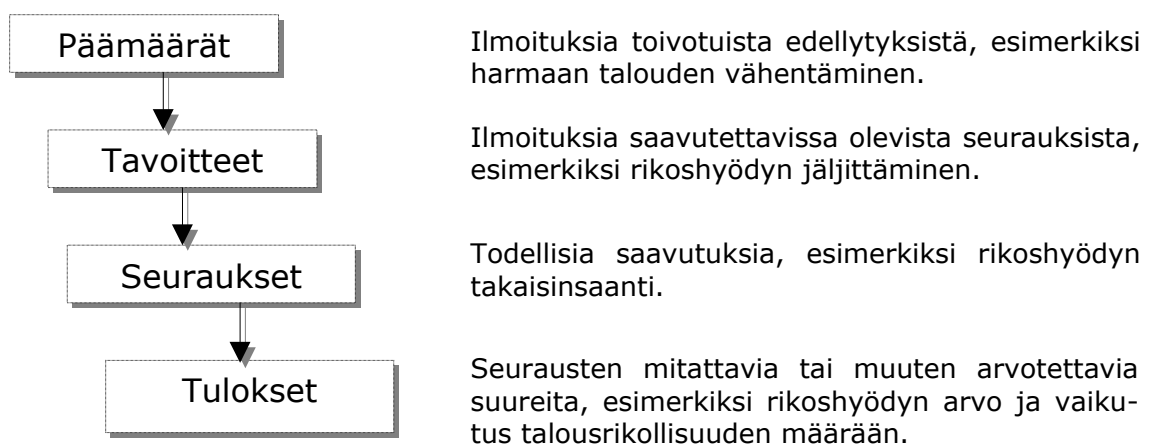 Päämäärät
Ilmoituksia toivotuista edellytyksistä, esimerkiksi
harmaan talouden vähentäminen.
Tavoitteet
Ilmoituksia saavutettavissa olevista seurauksista,
esimerkiksi rikoshyödyn jäljittäminen.
Seuraukset
Todellisia saavutuksia, esimerkiksi rikoshyödyn
takaisinsaanti.
Tulokset
Seurausten mitattavia tai muuten arvotettavia
suureita, esimerkiksi rikoshyödyn arvo ja vaiku-
tus talousrikollisuuden määrään.